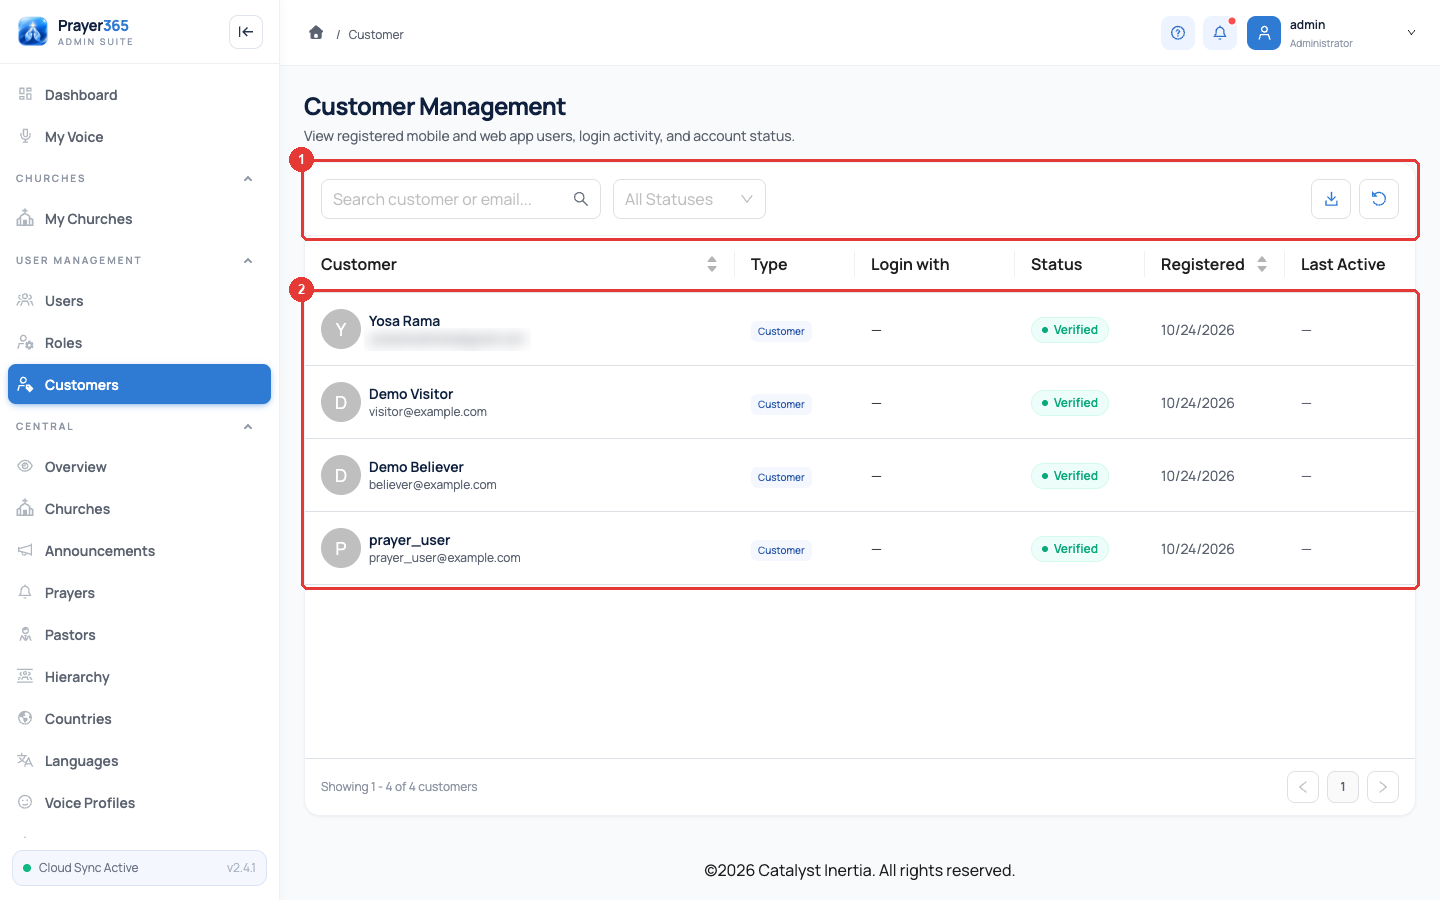 Prayer365
ADMIN SUITE
Dashboard
My Voice
CHURCHES
My Churches
USER MANAGEMENT
Users
Roles
Customers
CENTRAL
Overview
Churches
Announcements
Prayers
Pastors
Hierarchy
Countries
Languages
Voice Profiles
Cloud Sync Active v2.4.1
/ Customer
admin
Administrator
Customer Management
View registered mobile and web app users, login activity, and account status.
1
Search customer or email...
All Statuses
Customer Type Login with Status Registered Last Active
2
Y Yosa Rama Customer — Verified 10/24/2026 —
D Demo Visitor
visitor@example.com Customer — Verified 10/24/2026 —
D Demo Believer
believer@example.com Customer — Verified 10/24/2026 —
P prayer_user
prayer_user@example.com Customer — Verified 10/24/2026 —
Showing 1 - 4 of 4 customers
1
©2026 Catalyst Inertia. All rights reserved.